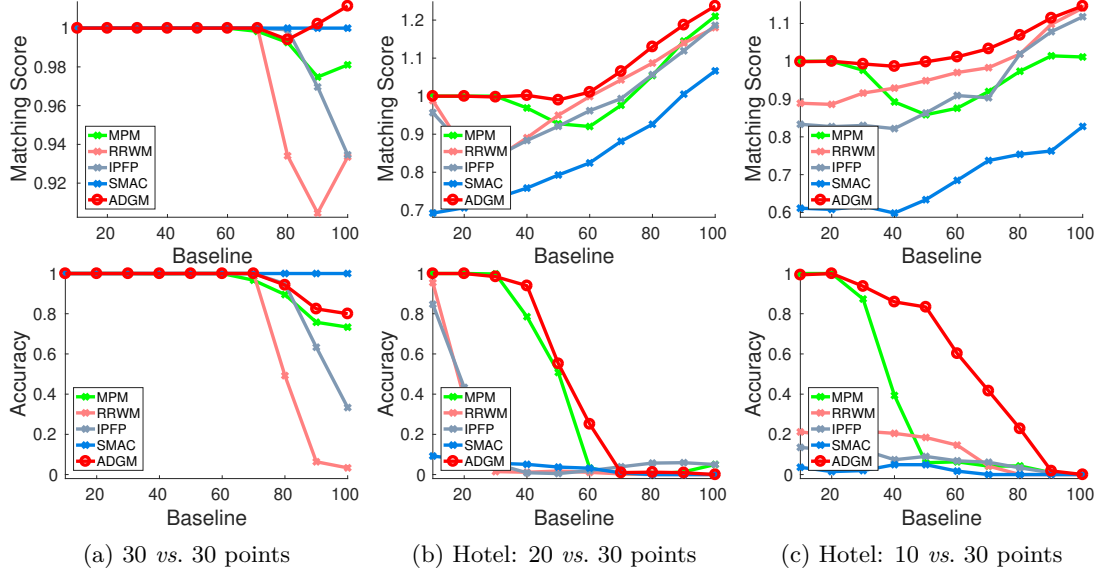 Matching Score
1
0.98
0.96
0.94
0.92
MPM
RRWM
IPFP
SMAC
ADGM
20 40 60 80 100
Baseline
Matching Score
1.2
1.1
1
0.9
0.8
0.7
MPM
RRWM
IPFP
SMAC
ADGM
20 40 60 80 100
Baseline
Matching Score
1.1
1
0.9
0.8
0.7
0.6
MPM
RRWM
IPFP
SMAC
ADGM
20 40 60 80 100
Baseline
Accuracy
1
0.8
0.6
0.4
0.2
0
MPM
RRWM
IPFP
SMAC
ADGM
20 40 60 80 100
Baseline
Accuracy
1
0.8
0.6
0.4
0.2
0
MPM
RRWM
IPFP
SMAC
ADGM
20 40 60 80 100
Baseline
Accuracy
1
0.8
0.6
0.4
0.2
0
MPM
RRWM
IPFP
SMAC
ADGM
20 40 60 80 100
Baseline
(a) 30 vs. 30 points
(b) Hotel: 20 vs. 30 points
(c) Hotel: 10 vs. 30 points